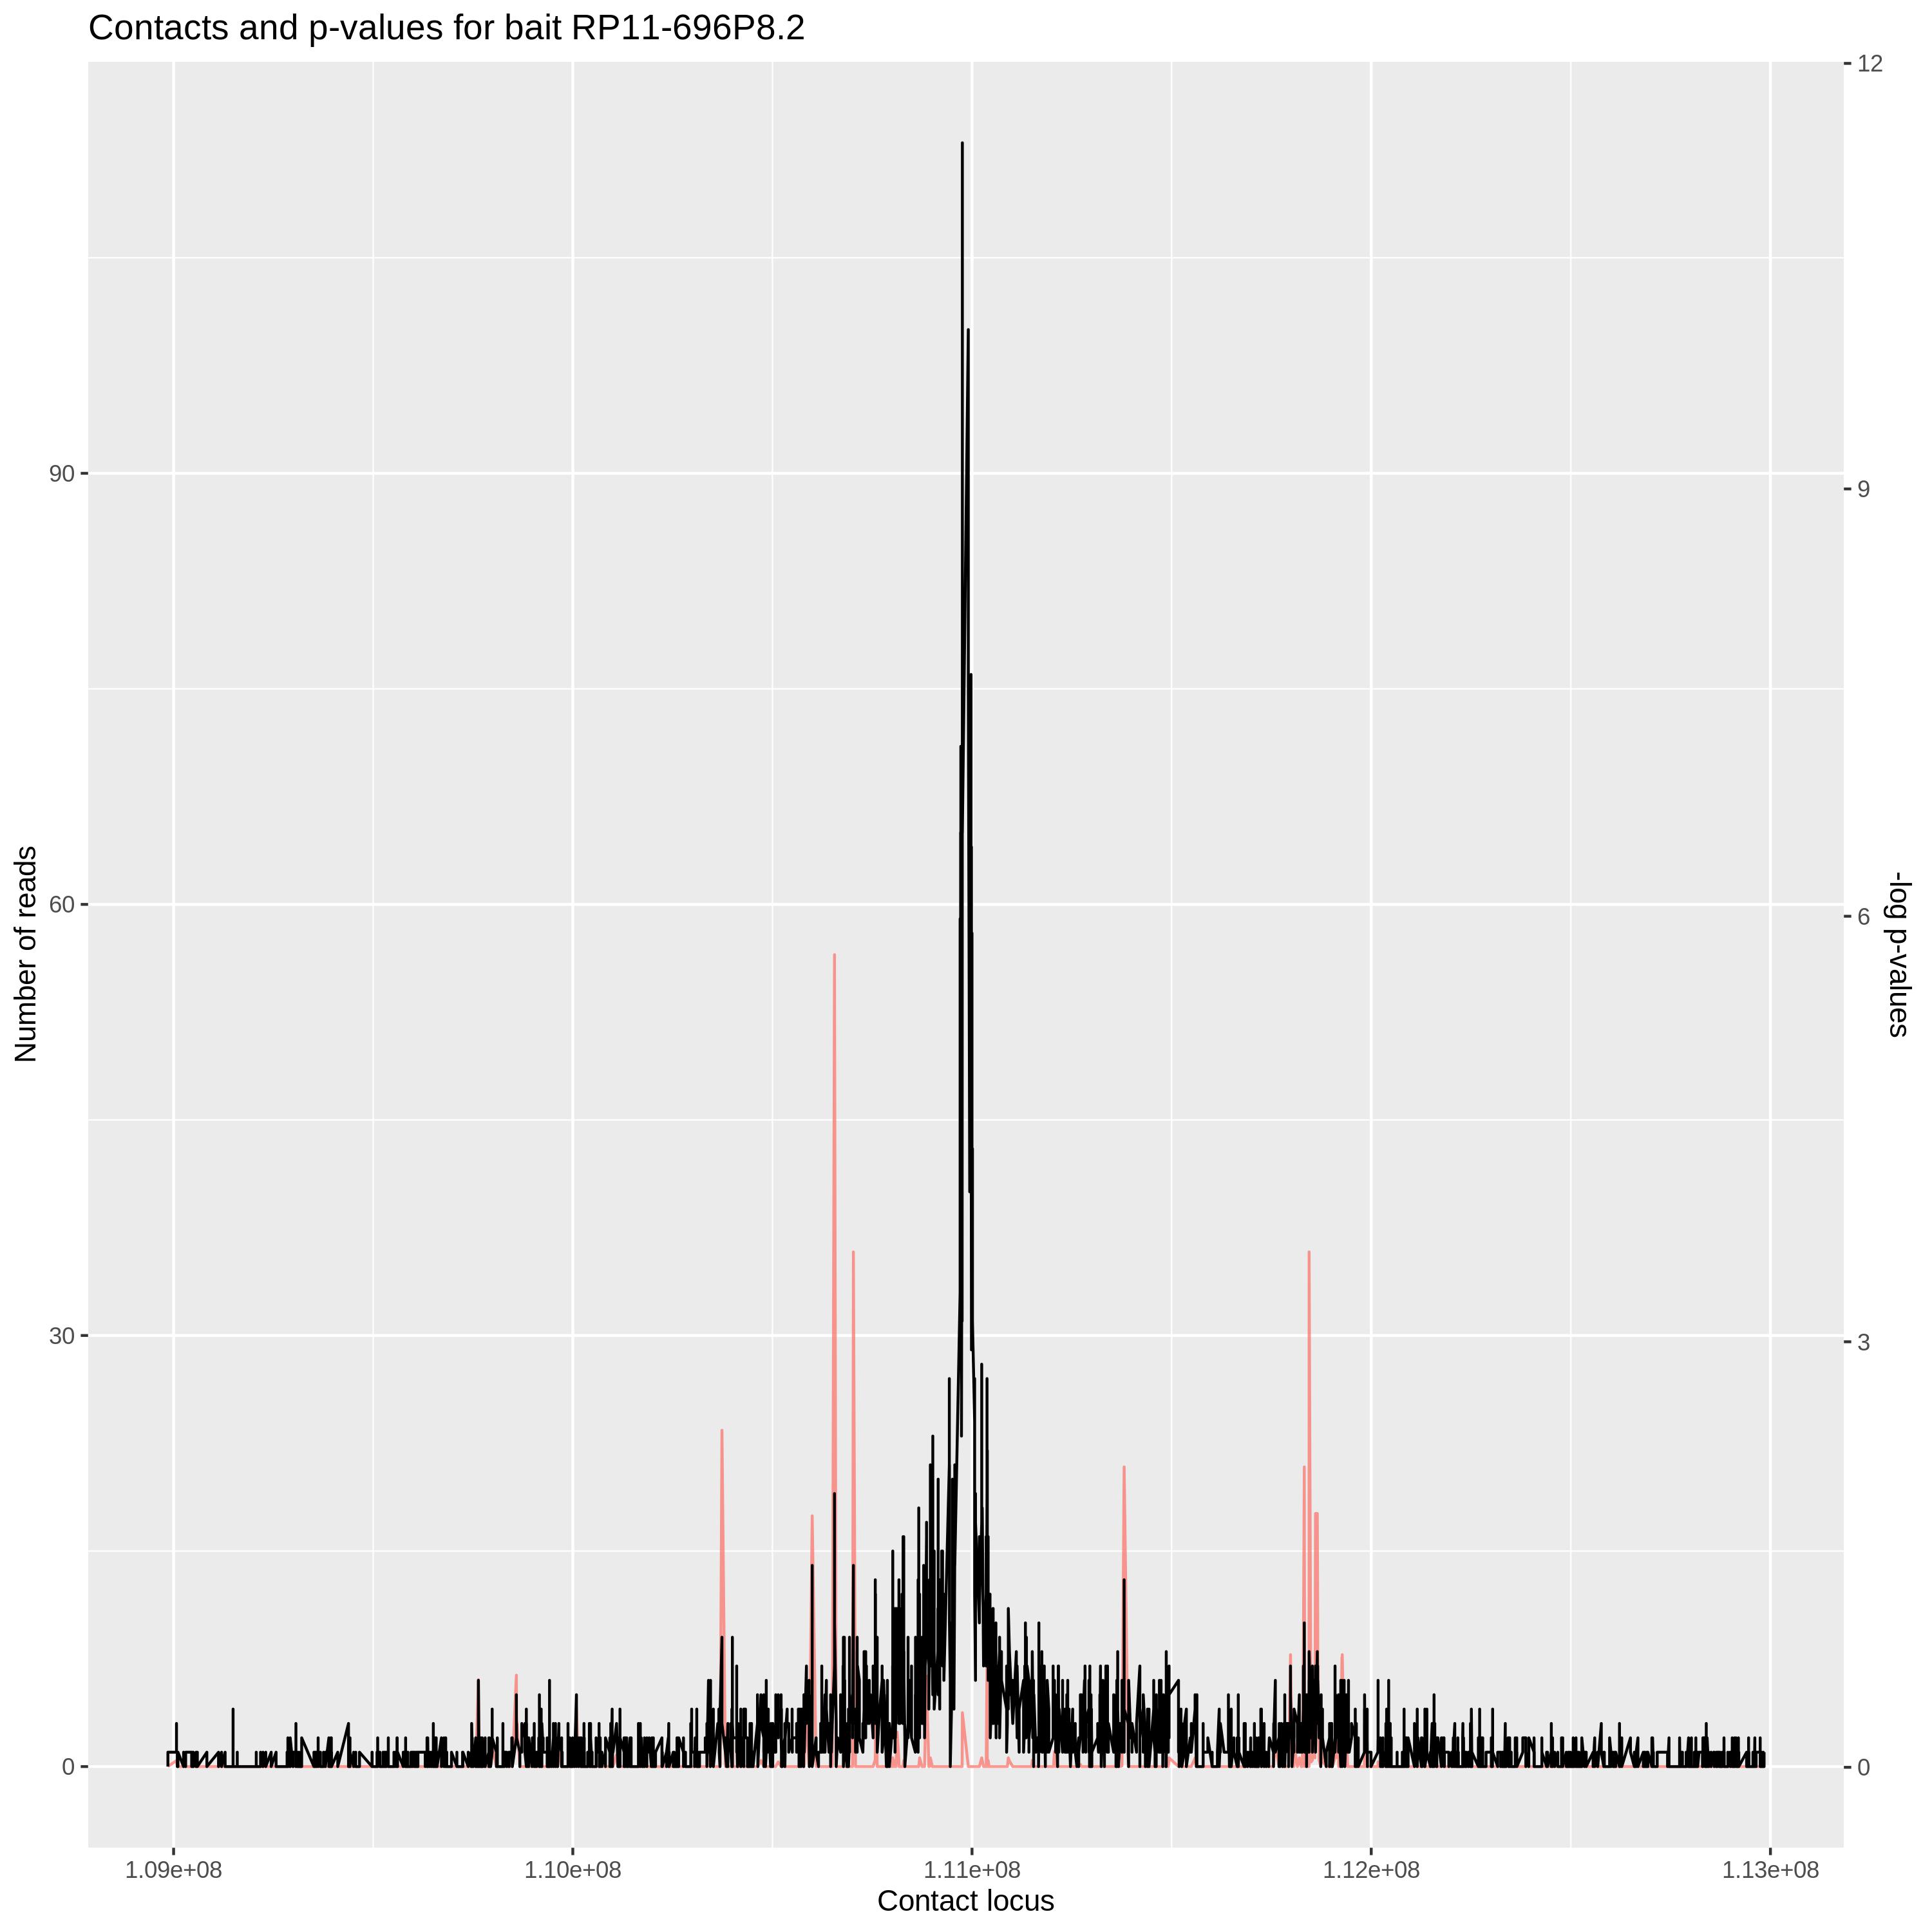 Contacts and p-values for bait RP11-696P8.2
12
90
9
60
6
30
3
0
0
Number of reads
-log p-values
1.09e+08
1.10e+08
1.11e+08
1.12e+08
1.13e+08
Contact locus